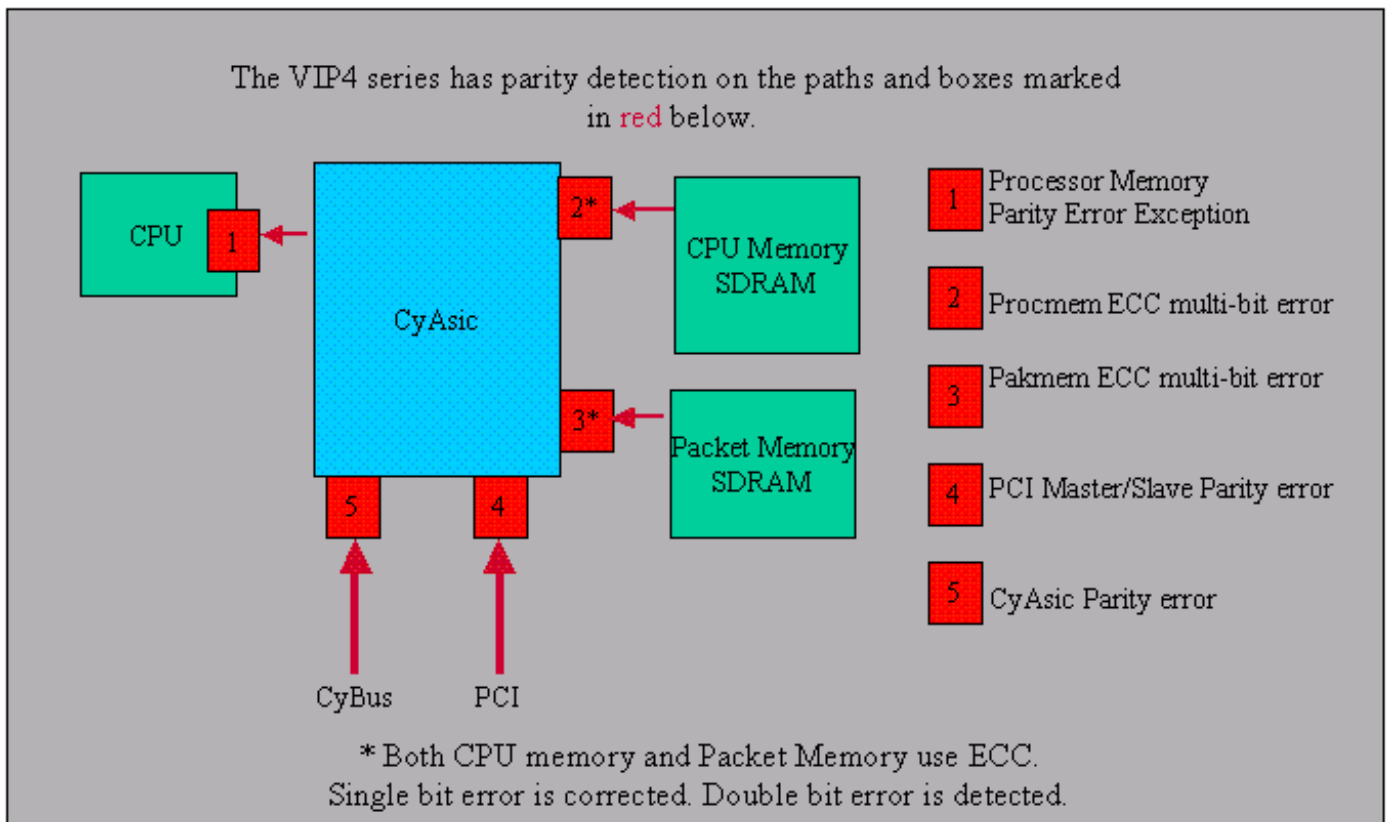 The VIP4 series has parity detection on the paths and boxes marked
in red below.
CPU
1
CyAsic
2*
CPU Memory
SDRAM
3*
Packet Memory
SDRAM
5
4
CyBus
PCI
1
Processor Memory
Parity Error Exception
2
Procmem ECC multi-bit error
3
Pakmem ECC multi-bit error
4
PCI Master/Slave Parity error
5
CyAsic Parity error
* Both CPU memory and Packet Memory use ECC.
Single bit error is corrected. Double bit error is detected.